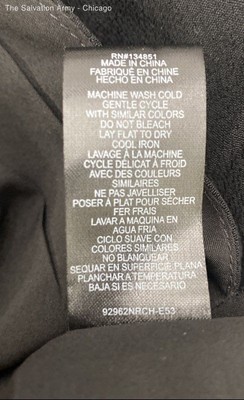 The Salvation Army - Chicago
RN#134851
MADE IN CHINA
FABRIQUÉ EN CHINE
HECHO EN CHINA
MACHINE WASH COLD
GENTLE CYCLE
WITH SIMILAR COLORS
DO NOT BLEACH
LAY FLAT TO DRY
COOL IRON
LAVAGE À LA MACHINE
CYCLE DÉLICAT À FROID
AVEC DES COULEURS
SIMILAIRES
NE PAS JAVELLISER
POSER À PLAT POUR SÉCHER
FER FRAIS
LAVAR A MAQUINA EN
AGUA FRIA
CICLO SUAVE CON
COLORES SIMILARES
NO BLANQUEAR
SEQUAR EN SUPERFICIE PLANA
PLANCHAR A TEMPERATURA
BAJA SI ES NEVADAIO
92962NRCH-E53